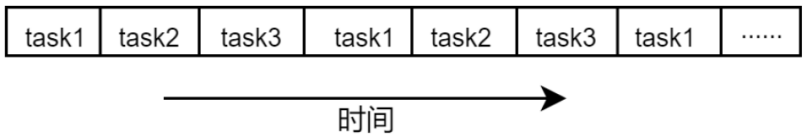 task1 task2 task3 task1 task2 task3 task1 ......
时间